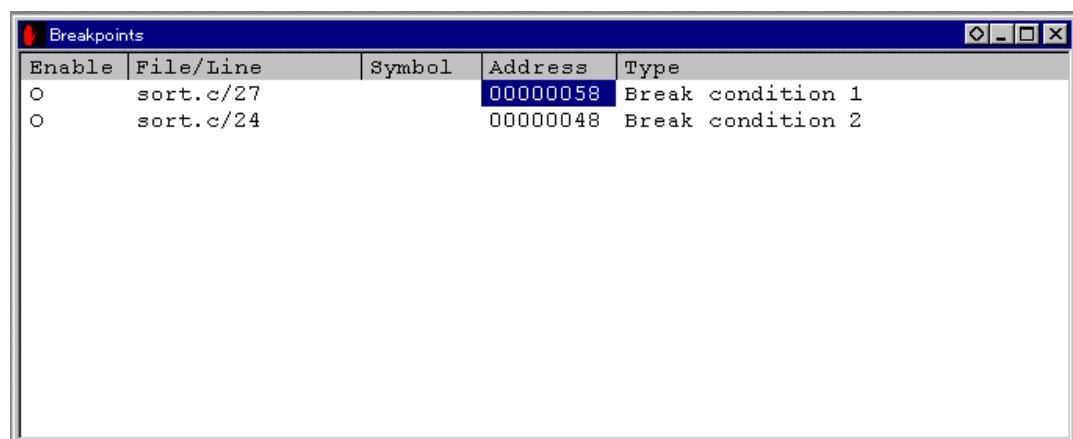 Breakpoints
Enable File/Line Symbol Address Type
O sort.c/27 00000058 Break condition 1
O sort.c/24 00000048 Break condition 2